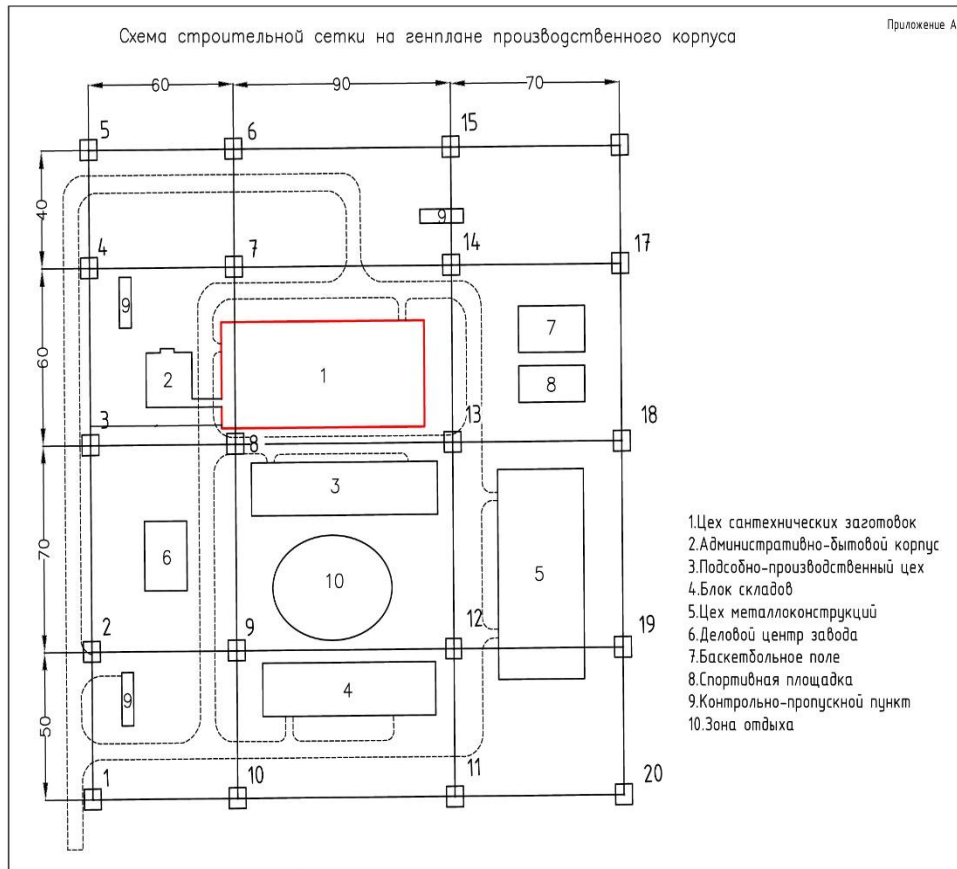 Приложение А
Схема строительной сетки на генплане производственного корпуса
60 90 70
5 6 15
40
9
4 7 14 17
9
60
7
2 1 8
3 8 13 18
3
70
6 10 5
1.Цех сантехнических заготовок
2.Административно-бытовой корпус
3.Подсобно-производственный цех
4.Блок складов
5.Цех металлоконструкций
6.Деловой центр завода
7.Баскетбольное поле
8.Спортивная площадка
9.Контрольно-пропускной пункт
10.Зона отдыха
2 9 12 19
9 4
50
1 10 11 20